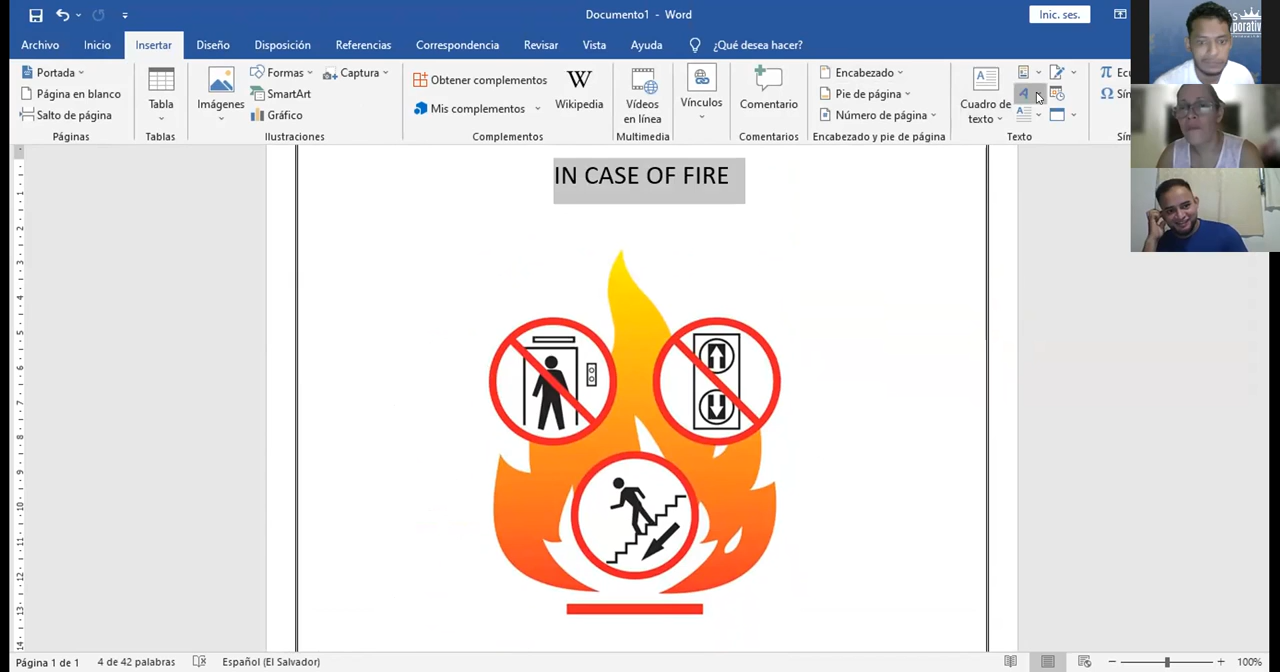 Documento1 - Word
Inic. ses.
Archivo
Inicio
Insertar
Diseño
Disposición
Referencias
Correspondencia
Revisar
Vista
Ayuda
¿Qué desea hacer?
Portada
Página en blanco
Salto de página
Páginas
Tabla
Tablas
Imágenes
Formas
SmartArt
Gráfico
Captura
Ilustraciones
Obtener complementos
Mis complementos
Wikipedia
Complementos
Vídeos
en línea
Multimedia
Vínculos
Comentario
Comentarios
Encabezado
Pie de página
Número de página
Encabezado y pie de página
Cuadro de
texto
Texto
IN CASE OF FIRE
Página 1 de 1
4 de 42 palabras
Español (El Salvador)
100%